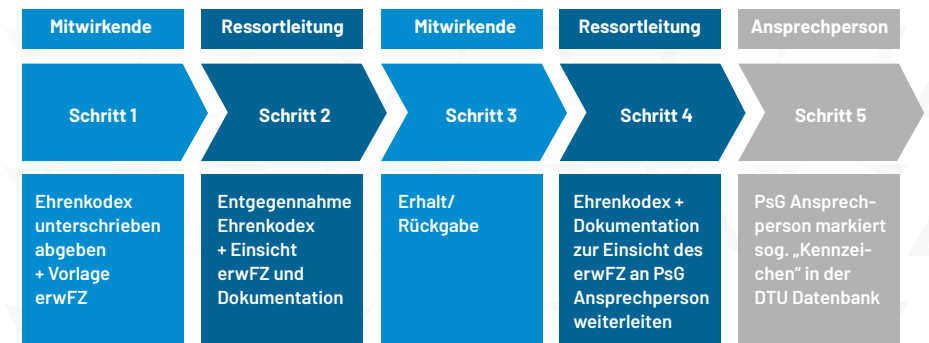 Mitwirkende
Ressortleitung
Mitwirkende
Ressortleitung
Ansprechperson
Schritt 1
Schritt 2
Schritt 3
Schritt 4
Schritt 5
Ehrenkodex
unterschrieben
abgeben
+ Vorlage
erwFZ
Entgegennahme
Ehrenkodex
+ Einsicht
erwFZ und
Dokumentation
Erhalt/
Rückgabe
Ehrenkodex +
Dokumentation
zur Einsicht des
erwFZ an PsG
Ansprechperson
weiterleiten
PsG Ansprech-
person markiert
sog. „Kennzei-
chen“ in der
DTU Datenbank